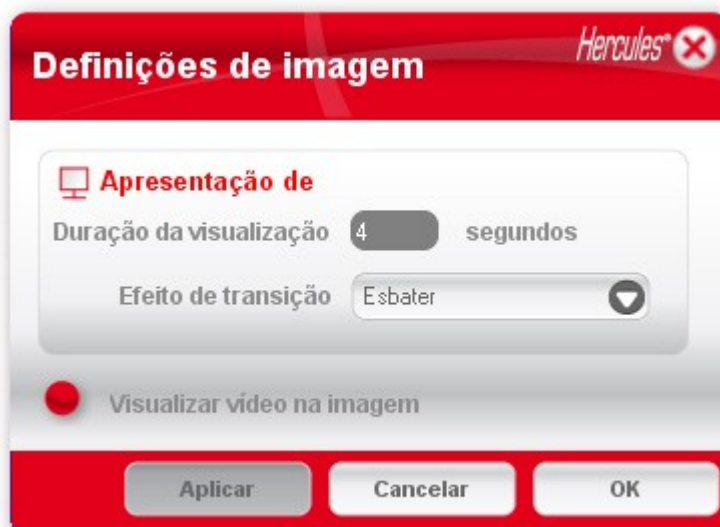 Definições de imagem
Hercules®
Apresentação de
Duração da visualização 4 segundos
Efeito de transição Esbater
Visualizar vídeo na imagem
Aplicar Cancelar OK